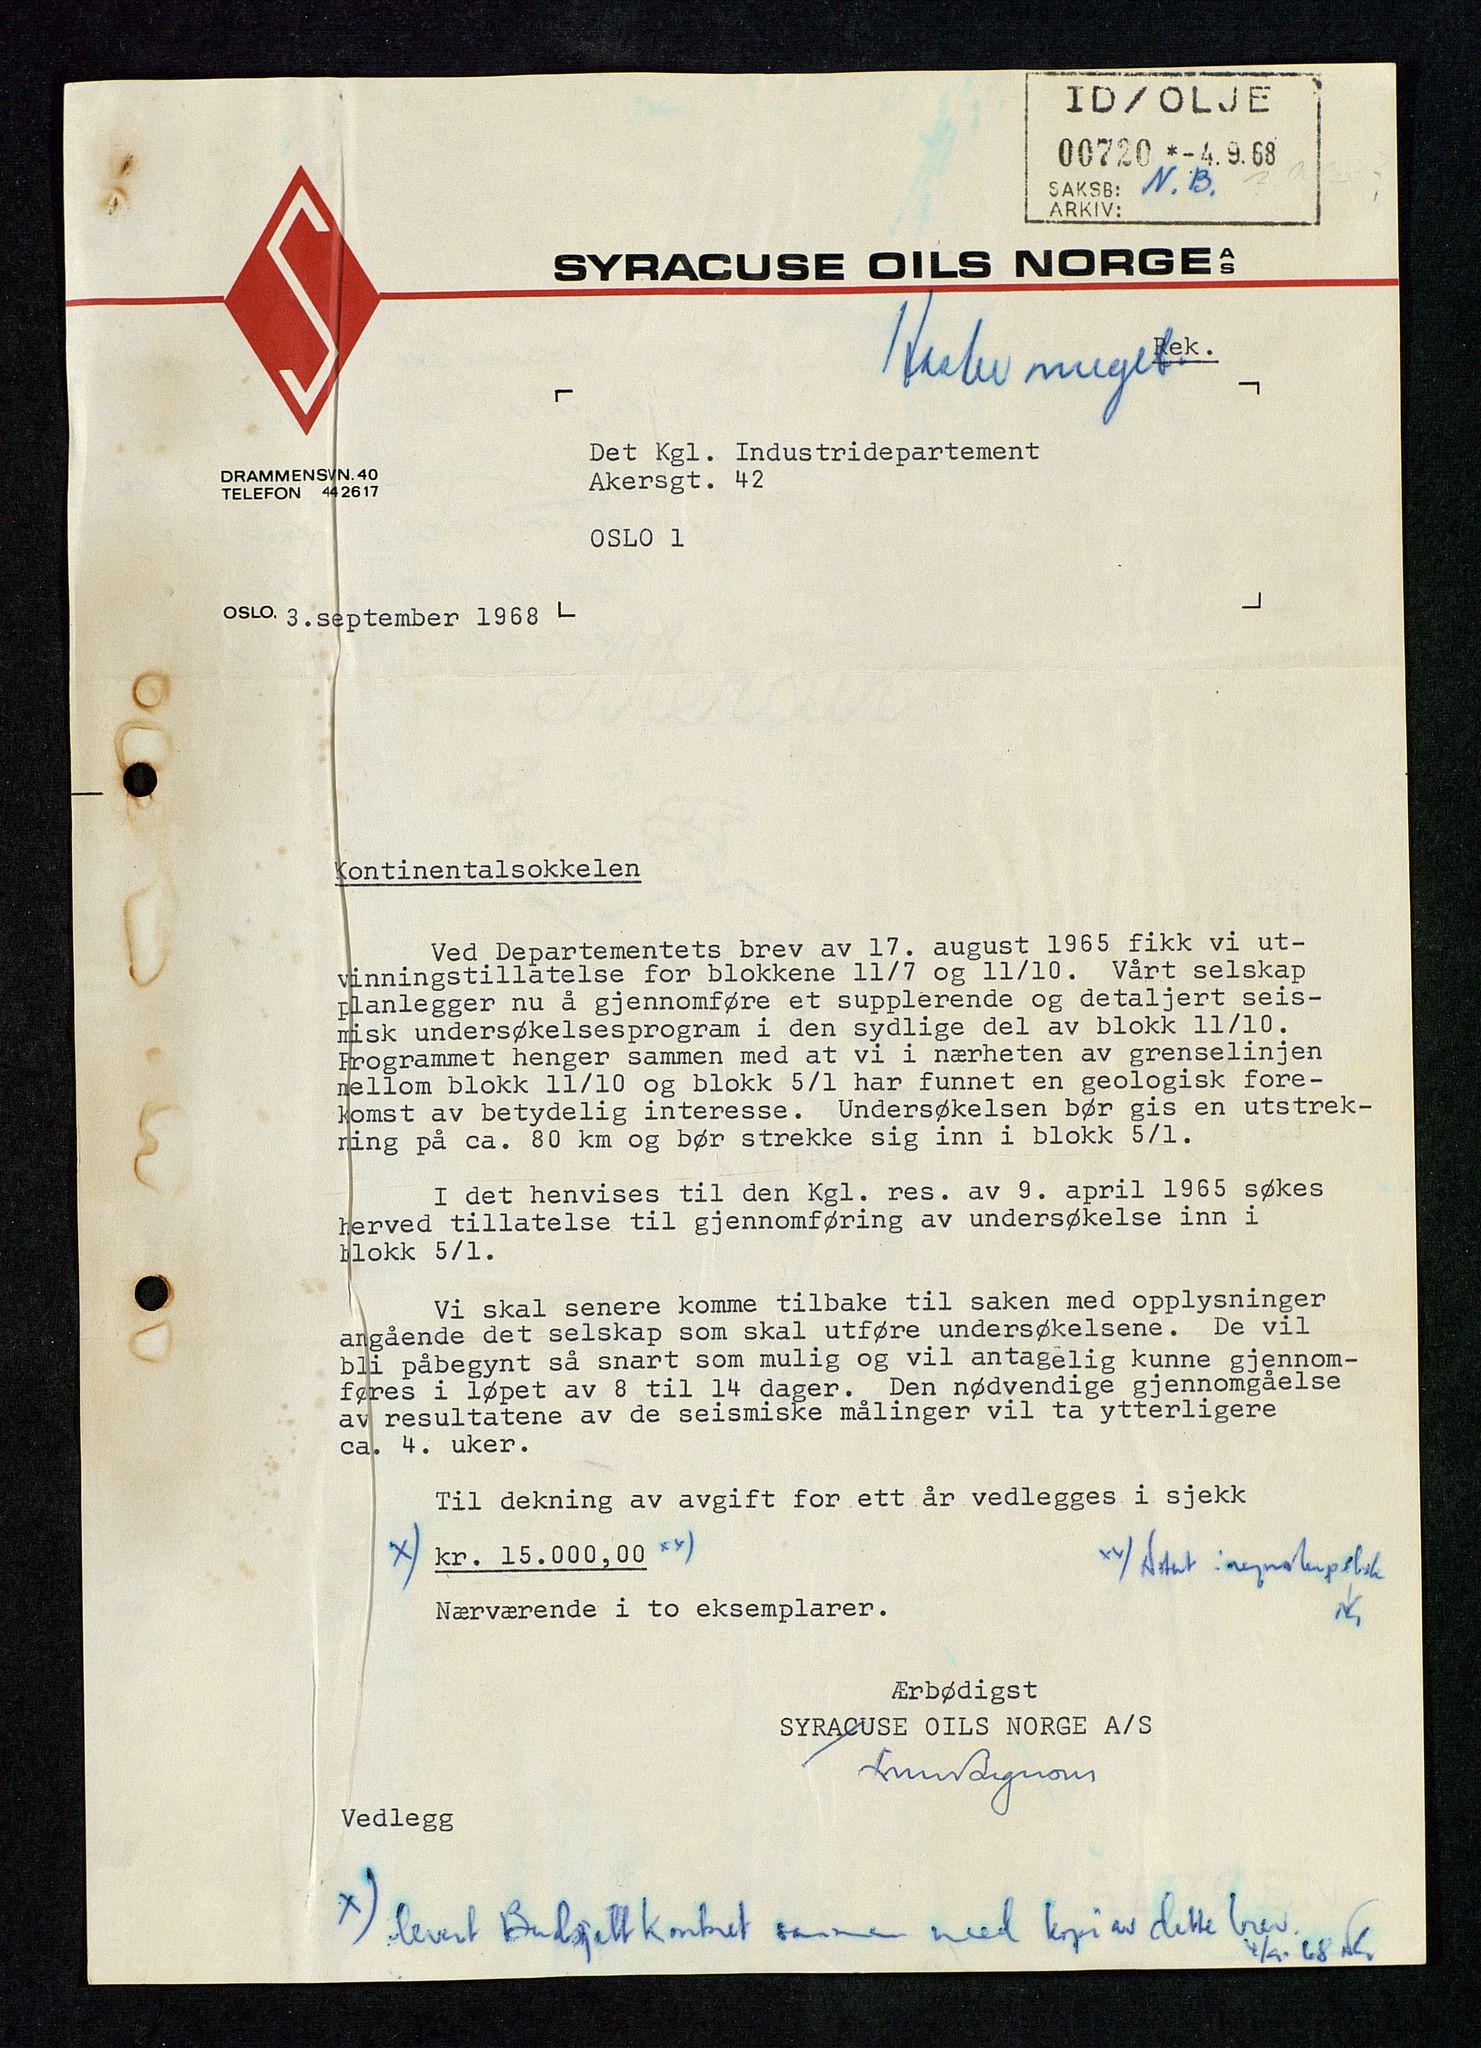 ID/OLJE
00720 *-4.9.68
SAKSB: N.B.
ARKIV:
SYRACUSE OILS NORGE A/S
Haster meget.
Rek.
Det Kgl. Industridepartement
Akersgt. 42
OSLO 1
DRAMMENSVN. 40
TELEFON 442617
OSLO. 3.september 1968
Kontinentalsokkelen
Ved Departementets brev av 17. august 1965 fikk vi ut-
vinningstillatelse for blokkene 11/7 og 11/10. Vårt selskap
planlegger nu å gjennomføre et supplerende og detaljert seis-
misk undersøkelsesprogram i den sydlige del av blokk 11/10.
Programmet henger sammen med at vi i nærheten av grenselinjen
mellom blokk 11/10 og blokk 5/1 har funnet en geologisk fore-
komst av betydelig interesse. Undersøkelsen bør gis en utstrek-
ning på ca. 80 km og bør strekke sig inn i blokk 5/1.
I det henvises til den Kgl. res. av 9. april 1965 søkes
herved tillatelse til gjennomføring av undersøkelse inn i
blokk 5/1.
Vi skal senere komme tilbake til saken med opplysninger
angående det selskap som skal utføre undersøkelsene. De vil
bli påbegynt så snart som mulig og vil antagelig kunne gjennom-
føres i løpet av 8 til 14 dager. Den nødvendige gjennomgåelse
av resultatene av de seismiske målinger vil ta ytterligere
ca. 4. uker.
Til dekning av avgift for ett år vedlegges i sjekk
x) kr. 15.000,00 xx)
xx) Notert i regnskapsbok
Nærværende i to eksemplarer.
Ærbødigst
SYRACUSE OILS NORGE A/S
Vedlegg
x) levert Budsjettkontoret sammen med kopi av dette brev.
4/9-68